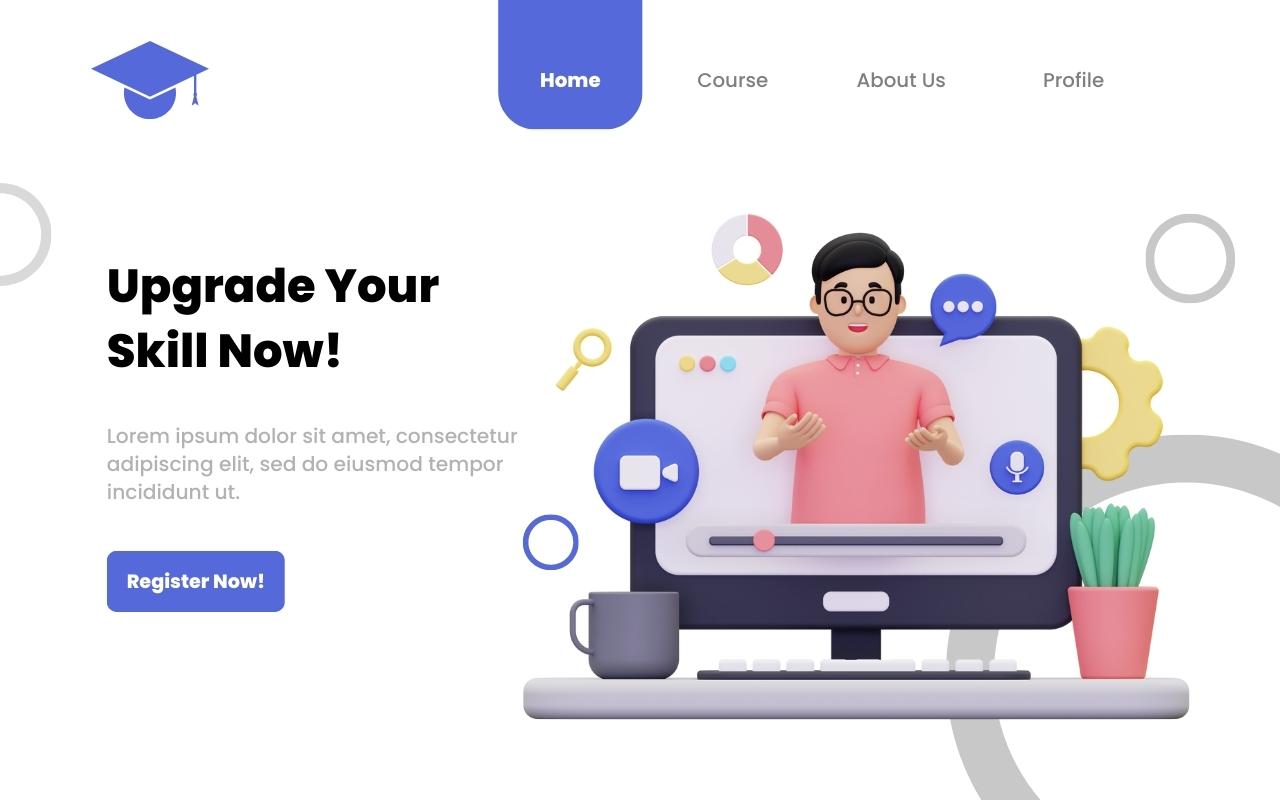 Home
Course
About Us
Profile
Upgrade Your
Skill Now!
Lorem ipsum dolor sit amet, consectetur
adipiscing elit, sed do eiusmod tempor
incididunt ut.
Register Now!